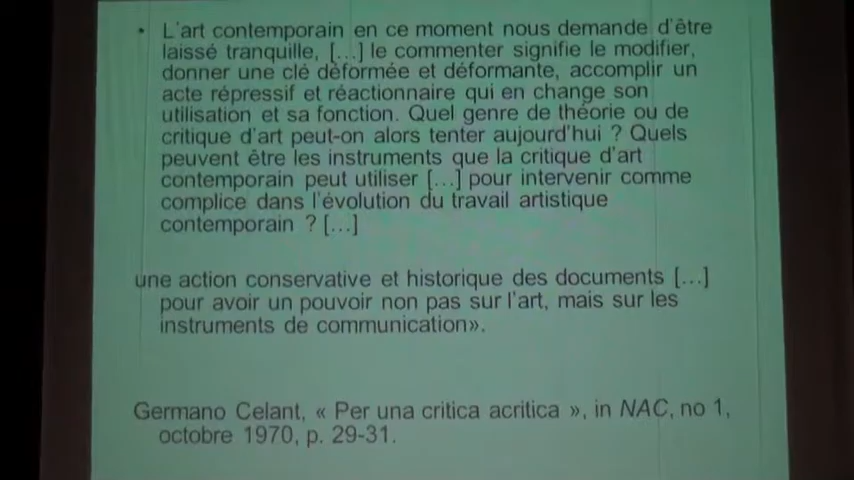 • L'art contemporain en ce moment nous demande d'être
laissé tranquille, […] le commenter signifie le modifier,
donner une clé déformée et déformante, accomplir un
acte répressif et réactionnaire qui en change son
utilisation et sa fonction. Quel genre de théorie ou de
critique d'art peut-on alors tenter aujourd'hui ? Quels
peuvent être les instruments que la critique d'art
contemporain peut utiliser […] pour intervenir comme
complice dans l'évolution du travail artistique
contemporain ? […]
une action conservative et historique des documents […]
pour avoir un pouvoir non pas sur l'art, mais sur les
instruments de communication».
Germano Celant, « Per una critica acritica », in NAC, no 1,
octobre 1970, p. 29-31.